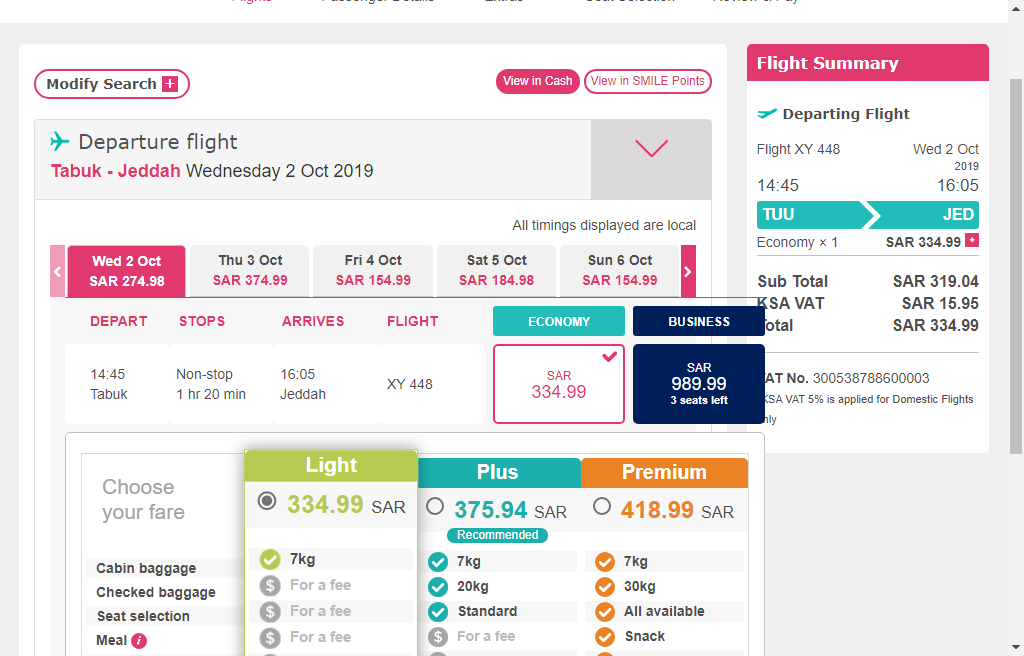 Flights Passenger Details Extras Seat Selection Review & Pay
Modify Search
View in Cash
View in SMILE Points
Departure flight
Tabuk - Jeddah Wednesday 2 Oct 2019
All timings displayed are local
Wed 2 Oct
SAR 274.98
Thu 3 Oct
SAR 374.99
Fri 4 Oct
SAR 154.99
Sat 5 Oct
SAR 184.98
Sun 6 Oct
SAR 154.99
DEPART STOPS ARRIVES FLIGHT ECONOMY BUSINESS
14:45
Tabuk
Non-stop
1 hr 20 min
16:05
Jeddah
XY 448
SAR
334.99
SAR
989.99
3 seats left
Choose
your fare
Light
334.99 SAR
Plus
375.94 SAR
Recommended
Premium
418.99 SAR
Cabin baggage
Checked baggage
Seat selection
Meal i
7kg
$ For a fee
$ For a fee
$ For a fee
7kg
20kg
Standard
$ For a fee
7kg
30kg
All available
Snack
Flight Summary
Departing Flight
Flight XY 448 Wed 2 Oct
2019
14:45 16:05
TUU JED
Economy × 1 SAR 334.99
Sub Total SAR 319.04
KSA VAT SAR 15.95
Total SAR 334.99
VAT No. 300538788600003
KSA VAT 5% is applied for Domestic Flights
only